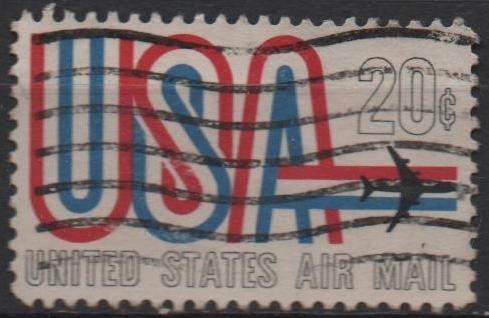 USA
20¢
UNITED STATES AIR MAIL